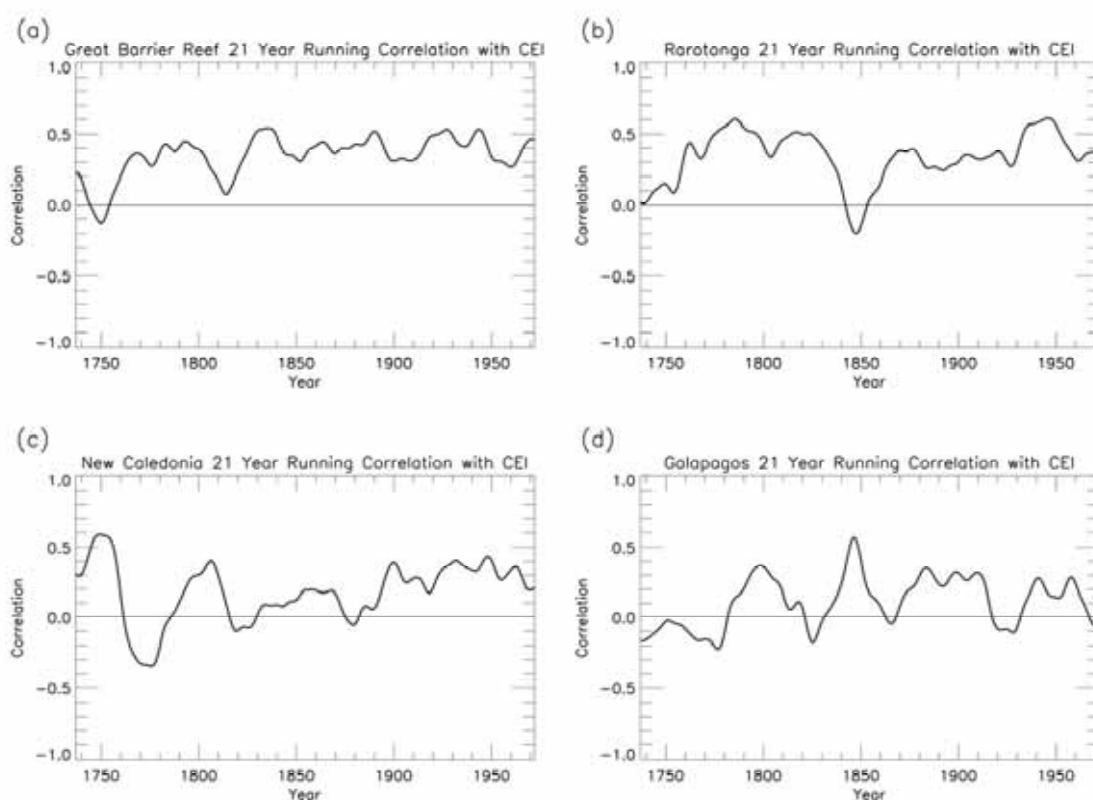 (a)
Great Barrier Reef 21 Year Running Correlation with CEI
1.0
0.5
0.0
-0.5
-1.0
Correlation
1750 1800 1850 1900 1950
Year
(b)
Rarotonga 21 Year Running Correlation with CEI
1.0
0.5
0.0
-0.5
-1.0
Correlation
1750 1800 1850 1900 1950
Year
(c)
New Caledonia 21 Year Running Correlation with CEI
1.0
0.5
0.0
-0.5
-1.0
Correlation
1750 1800 1850 1900 1950
Year
(d)
Galapagos 21 Year Running Correlation with CEI
1.0
0.5
0.0
-0.5
-1.0
Correlation
1750 1800 1850 1900 1950
Year